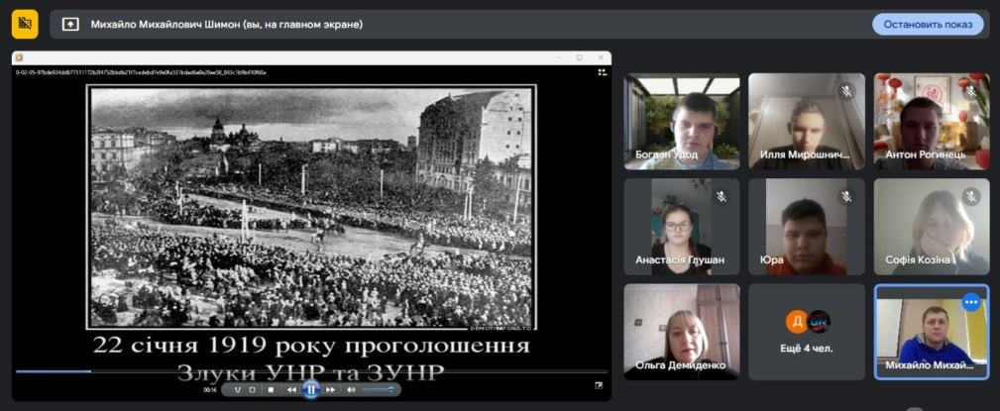 Михайло Михайлович Шимон (вы, на главном экране)
Остановить показ
DEMOTIVATORS.TO
22 січня 1919 року проголошення
Злуки УНР та ЗУНР
00:16
Богдан Удод
Илля Мирошнич...
Антон Рогинець
Анастасія Глушан
Юра
Софія Козіна
Ольга Демиденко
Д
GR
Ещё 4 чел.
Михайло Михай...